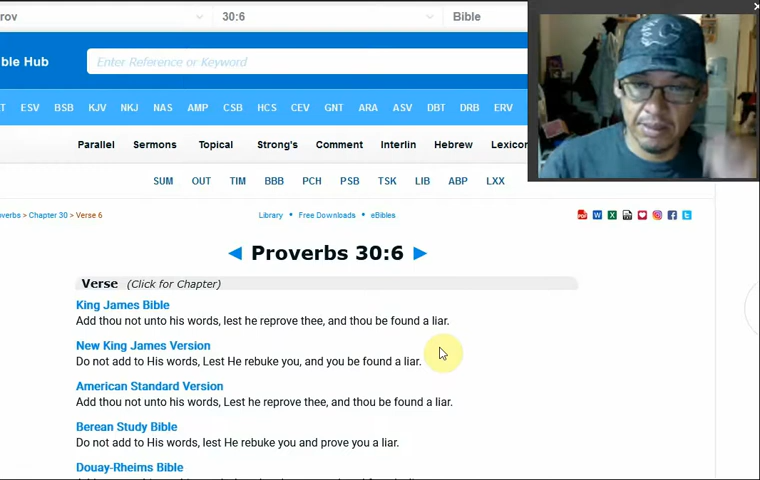 rov 30:6 Bible
ble Hub Enter Reference or Keyword
T ESV BSB KJV NKJ NAS AMP CSB HCS CEV GNT ARA ASV DBT DRB ERV
Parallel Sermons Topical Strong's Comment Interlin Hebrew Lexicon
SUM OUT TIM BBB PCH PSB TSK LIB ABP LXX
overbs > Chapter 30 > Verse 6 Library • Free Downloads • eBibles
◄ Proverbs 30:6 ►
Verse (Click for Chapter)
King James Bible
Add thou not unto his words, lest he reprove thee, and thou be found a liar.
New King James Version
Do not add to His words, Lest He rebuke you, and you be found a liar.
American Standard Version
Add thou not unto his words, Lest he reprove thee, and thou be found a liar.
Berean Study Bible
Do not add to His words, lest He rebuke you and prove you a liar.
Douay-Rheims Bible